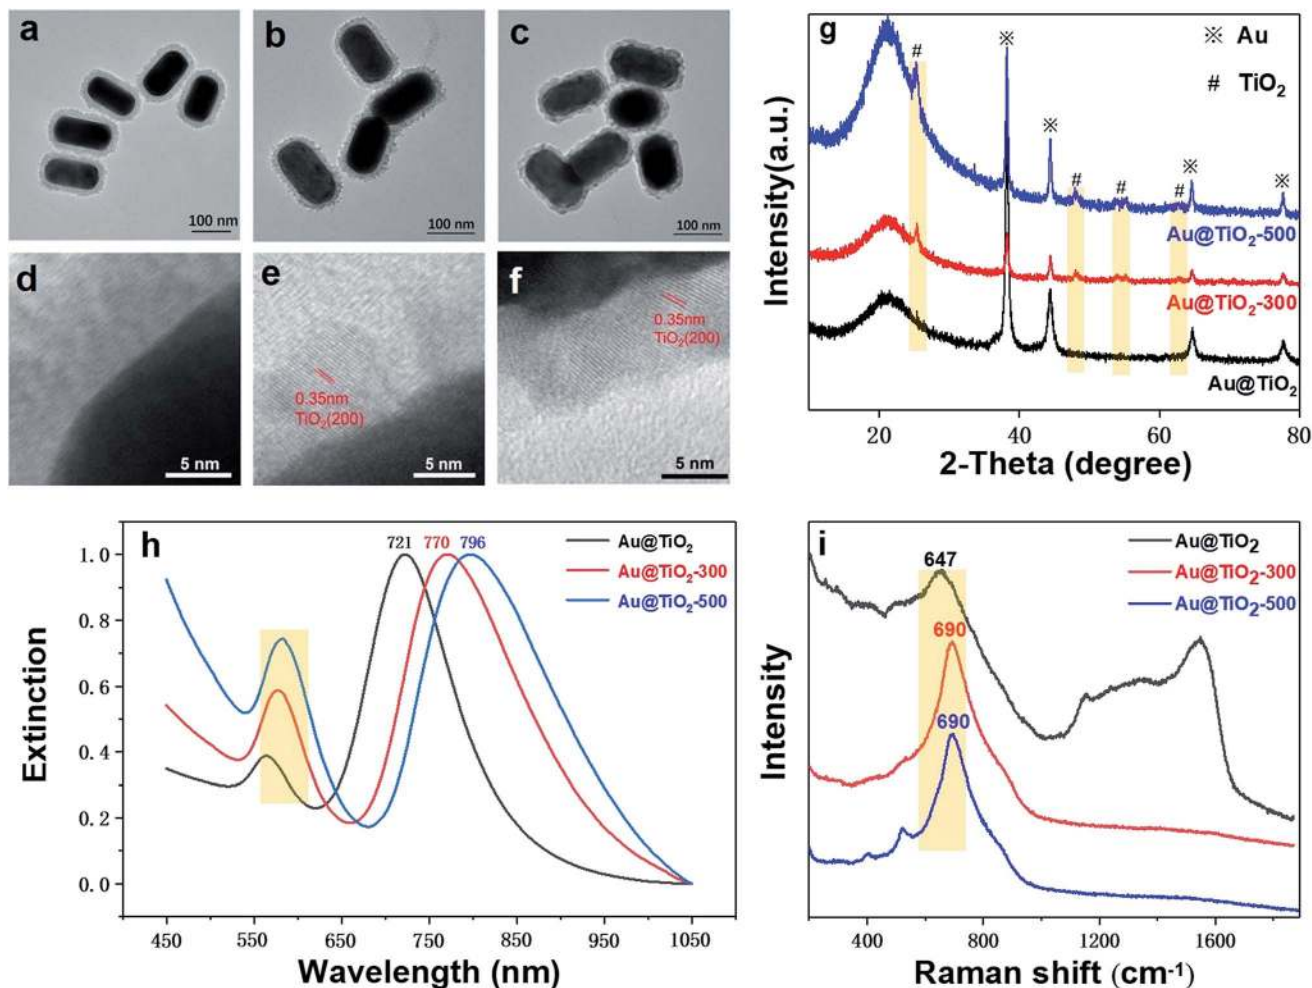 a
100 nm
b
100 nm
c
100 nm
d
5 nm
e
0.35nm
TiO2(200)
5 nm
f
0.35nm
TiO2(200)
5 nm
g
※ Au
# TiO2
#
※
※
#
#
#
※
※
Au@TiO2-500
Au@TiO2-300
Au@TiO2
Intensity(a.u.)
20 40 60 80
2-Theta (degree)
h
721 770 796
Au@TiO2
Au@TiO2-300
Au@TiO2-500
1.0
0.8
0.6
0.4
0.2
0.0
Extinction
450 550 650 750 850 950 1050
Wavelength (nm)
i
647
690
690
Au@TiO2
Au@TiO2-300
Au@TiO2-500
Intensity
400 800 1200 1600
Raman shift (cm-1)